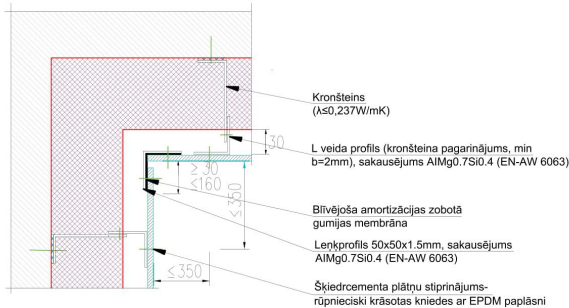 Kronšteins
(λ≤0,237W/mK)
30
L veida profils (kronšteina pagarinājums, min
b=2mm), sakausējums AlMg0.7Si0.4 (EN-AW 6063)
≥30
≤160
≤350
Blīvējoša amortizācijas zobotā
gumijas membrāna
Leņķprofils 50x50x1.5mm, sakausējums
AlMg0.7Si0.4 (EN-AW 6063)
≤350
Šķiedrcementa plātņu stiprinājums-
rūpnieciski krāsotas kniedes ar EPDM paplāsni